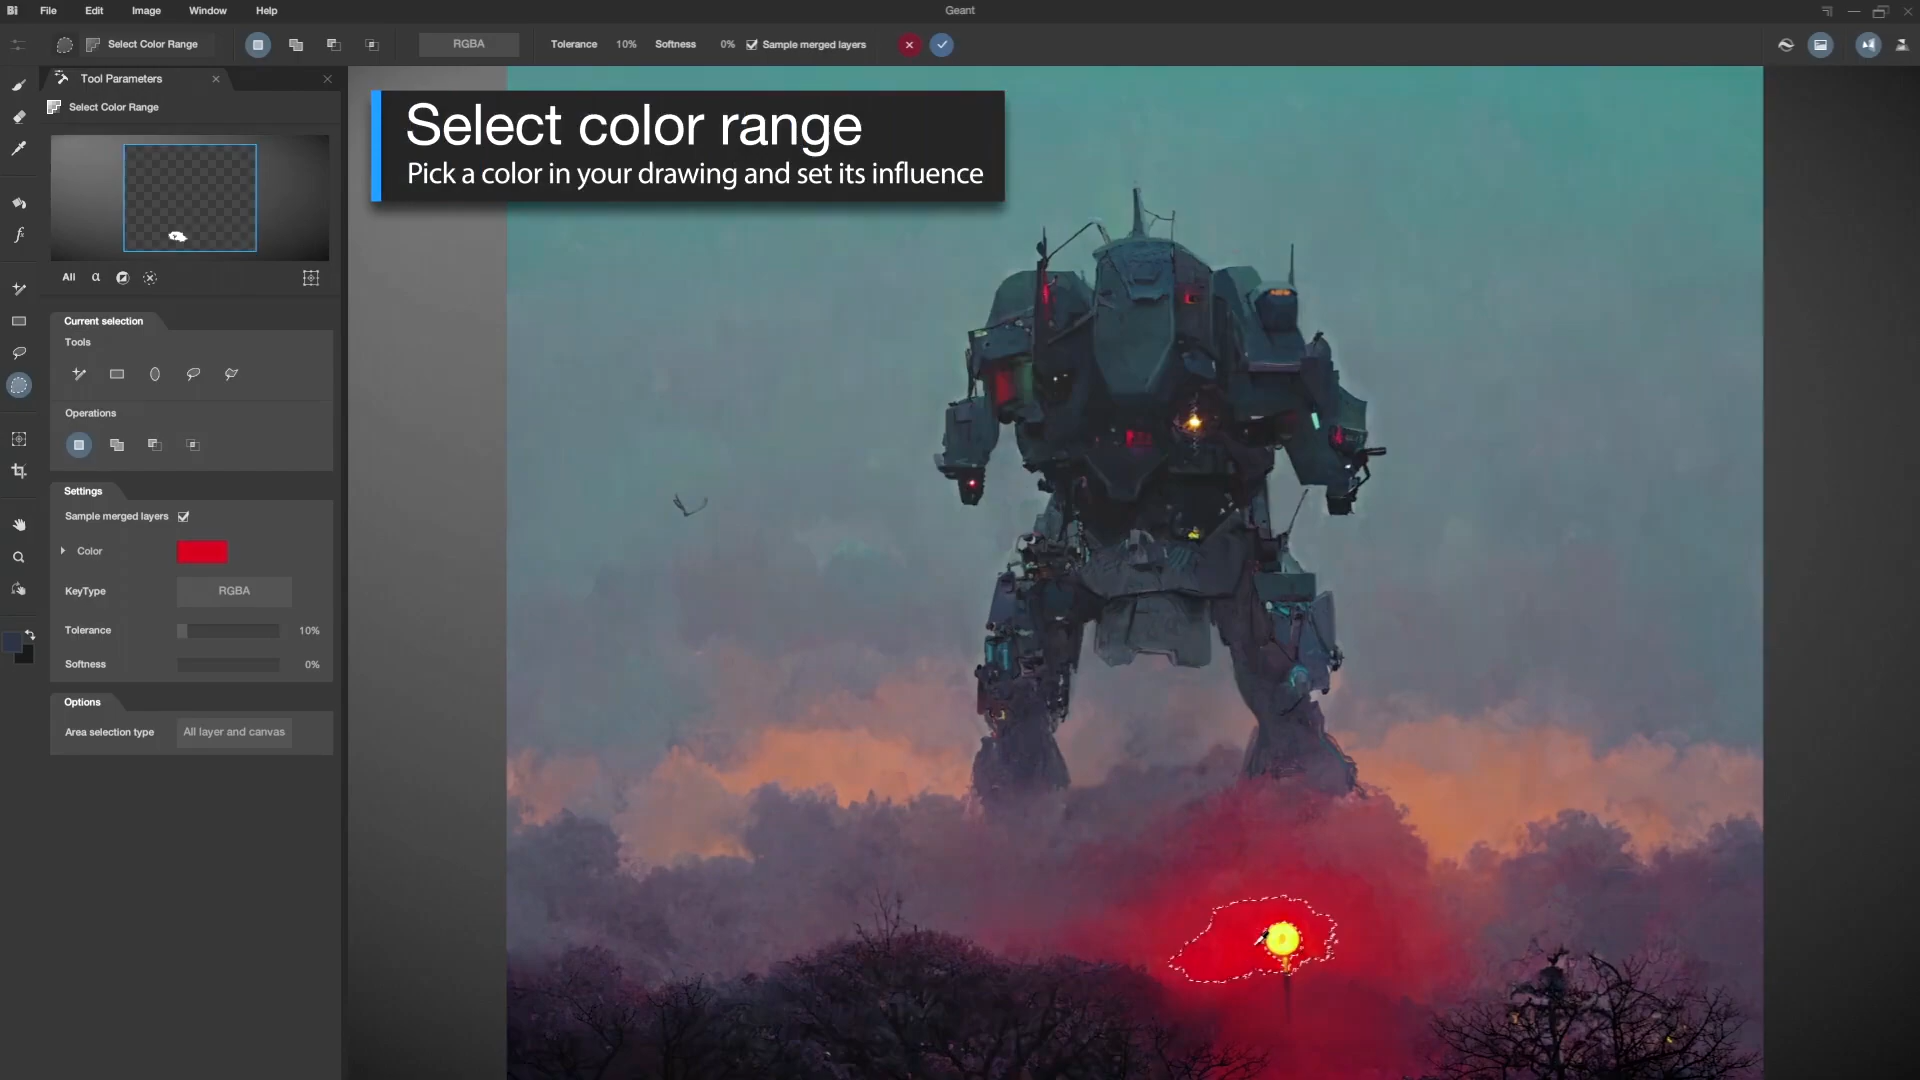 Bi File Edit Image Window Help Geant
Select Color Range RGBA Tolerance 10% Softness 0% Sample merged layers
Tool Parameters
Select Color Range
Select color range
Pick a color in your drawing and set its influence
All α
Current selection
Tools
Operations
Settings
Sample merged layers
Color
KeyType RGBA
Tolerance 10%
Softness 0%
Options
Area selection type All layer and canvas